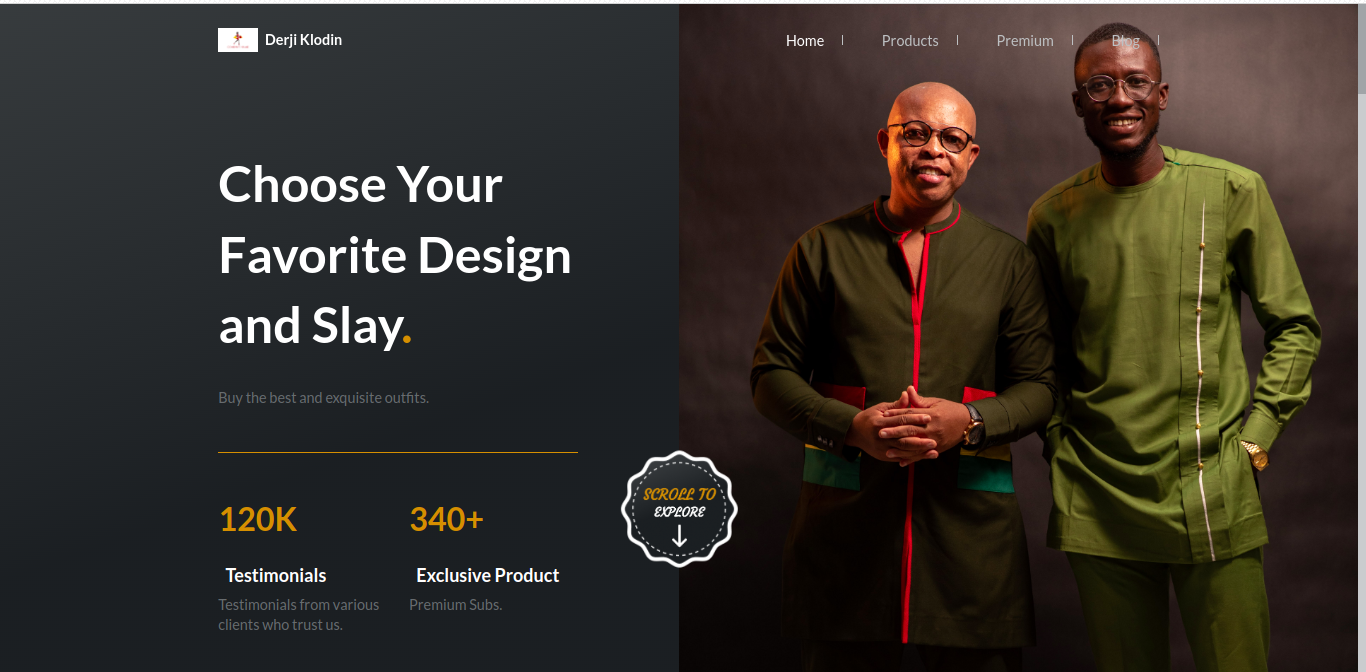 Derji Klodin
Home
Products
Premium
Blog
Choose Your
Favorite Design
and Slay.
Buy the best and exquisite outfits.
120K
Testimonials
Testimonials from various
clients who trust us.
340+
Exclusive Product
Premium Subs.
SCROLL TO
EXPLORE